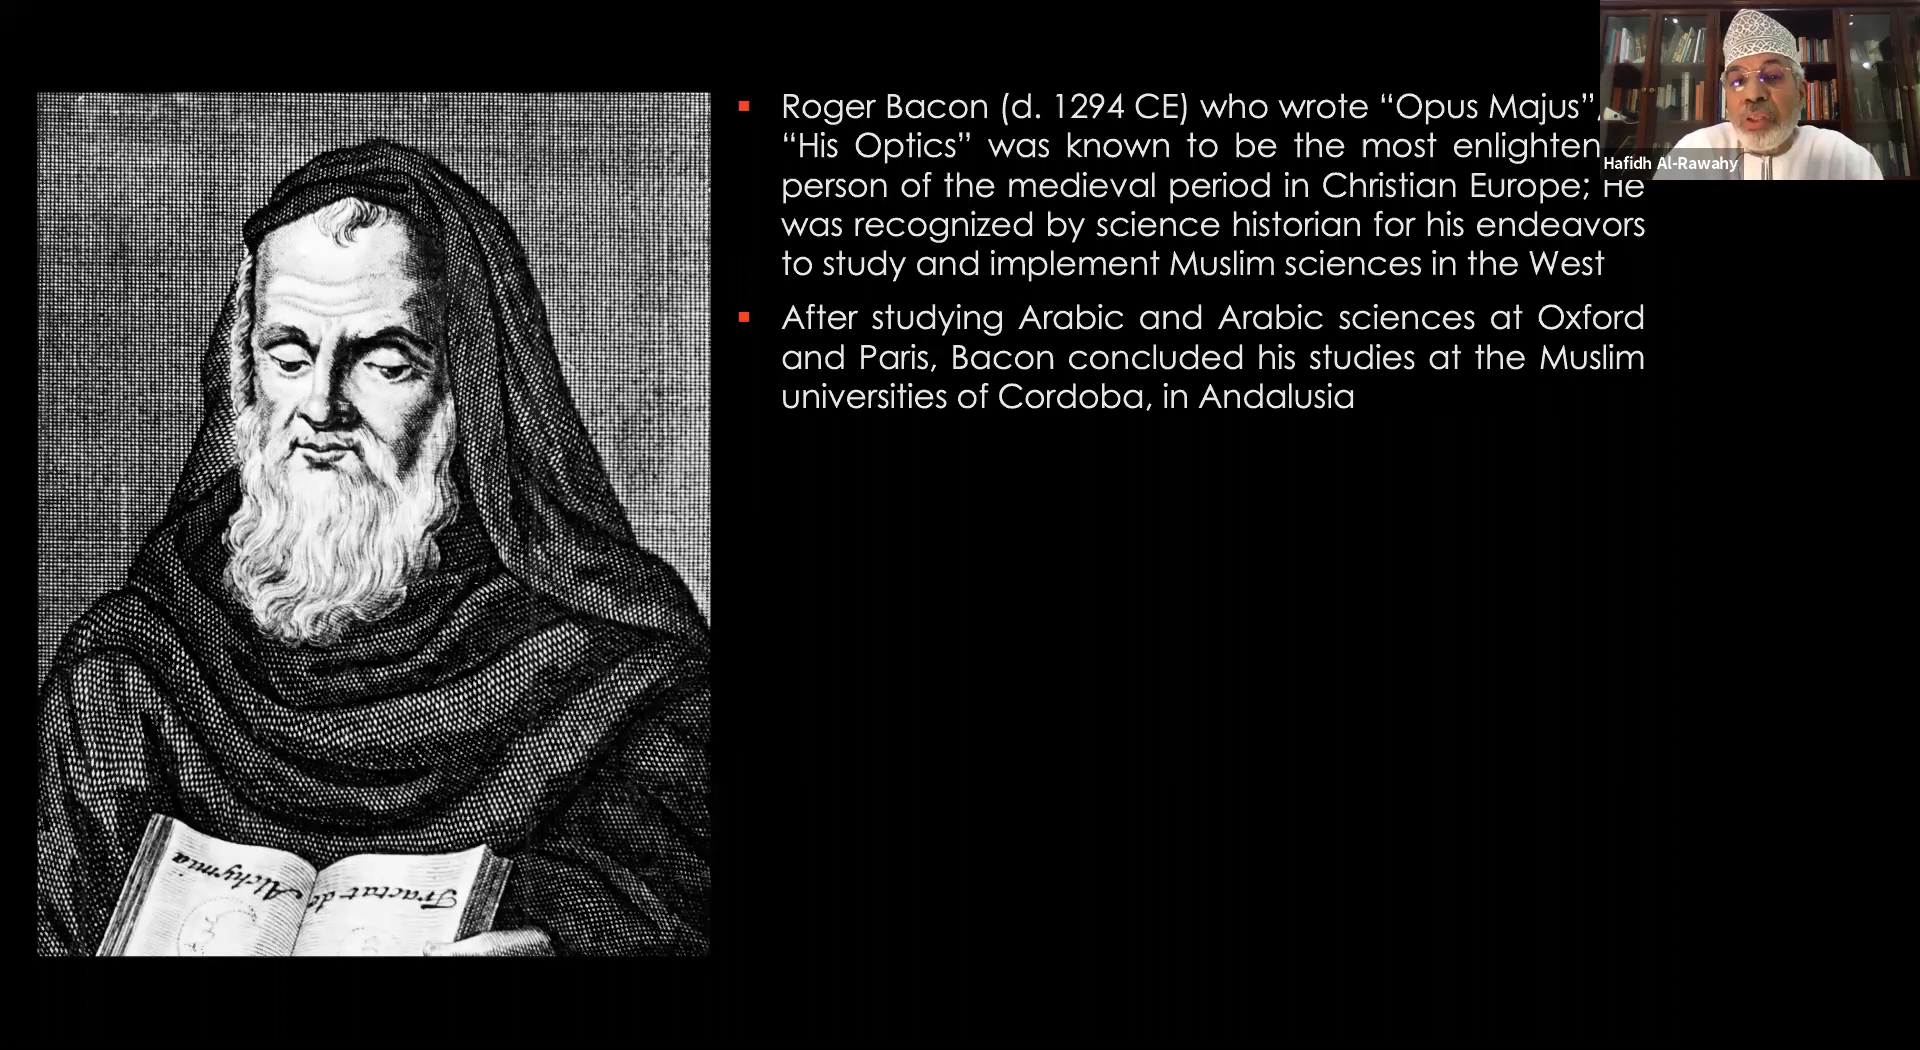 Roger Bacon (d. 1294 CE) who wrote “Opus Majus”,
“His Optics” was known to be the most enlighten
person of the medieval period in Christian Europe; He
was recognized by science historian for his endeavors
to study and implement Muslim sciences in the West
After studying Arabic and Arabic sciences at Oxford
and Paris, Bacon concluded his studies at the Muslim
universities of Cordoba, in Andalusia
Hafidh Al-Rawahy
Tractat de Alchymia